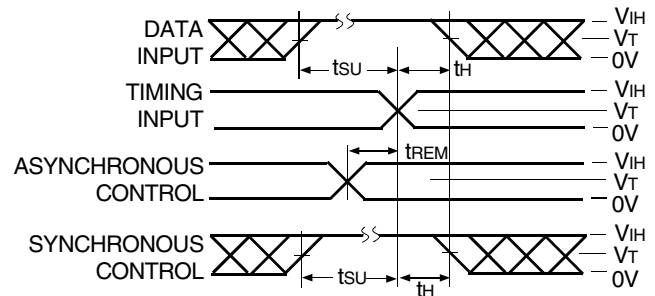 DATA
INPUT
tSU
tH
VIH
VT
0V
TIMING
INPUT
VIH
VT
0V
tREM
ASYNCHRONOUS
CONTROL
VIH
VT
0V
SYNCHRONOUS
CONTROL
tSU
tH
VIH
VT
0V